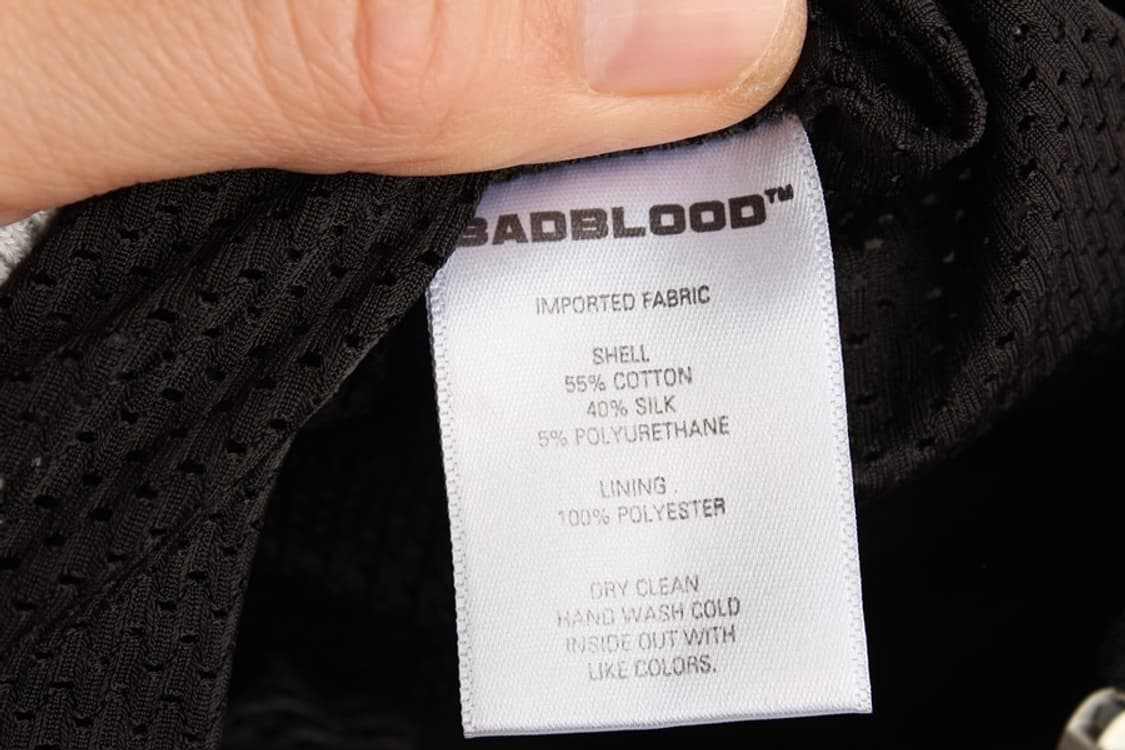 BADBLOOD™
IMPORTED FABRIC
SHELL
55% COTTON
40% SILK
5% POLYURETHANE
LINING
100% POLYESTER
DRY CLEAN
HAND WASH COLD
INSIDE OUT WITH
LIKE COLORS.